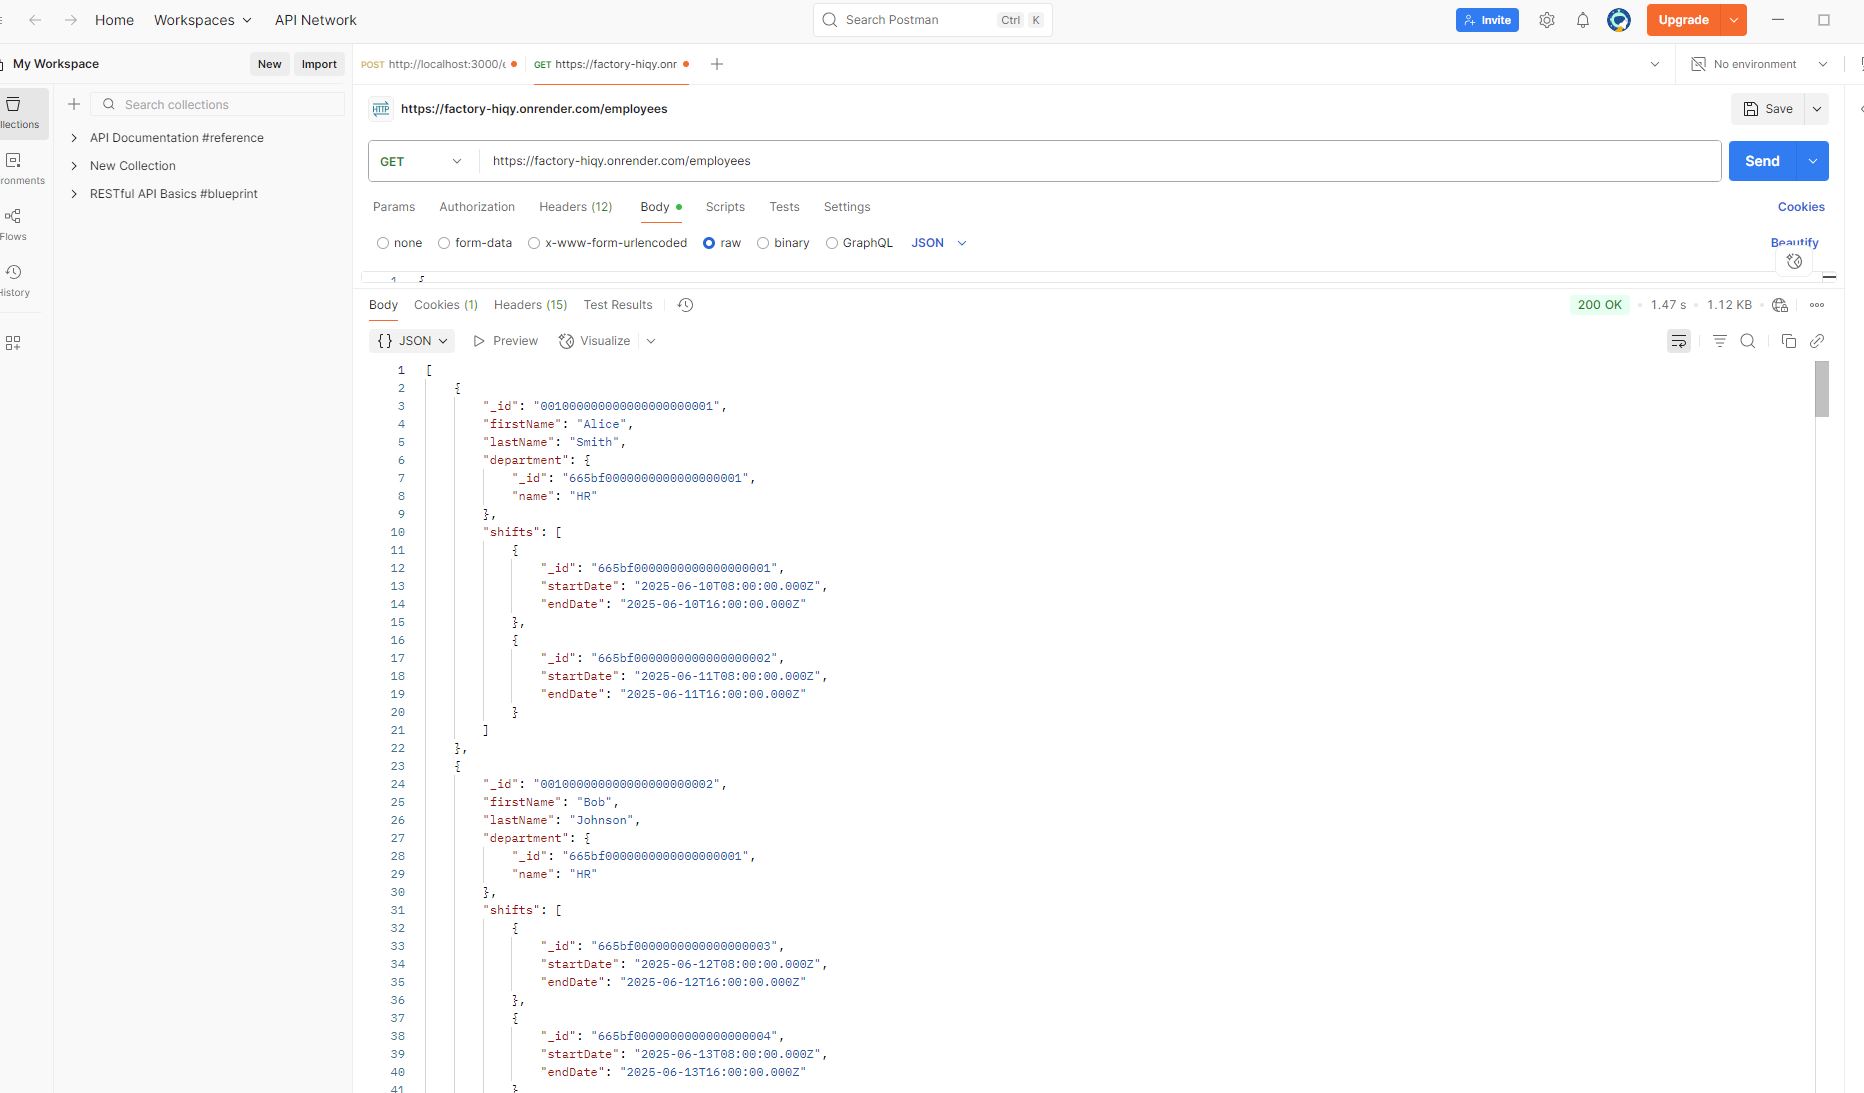 Home Workspaces API Network Search Postman Ctrl K Invite Upgrade
My Workspace New Import POST http://localhost:3000/ GET https://factory-hiqy.onr No environment
Search collections
https://factory-hiqy.onrender.com/employees Save
llections
API Documentation #reference
New Collection
RESTful API Basics #blueprint
ronments
Flows
History
GET https://factory-hiqy.onrender.com/employees Send
Params Authorization Headers (12) Body Scripts Tests Settings Cookies
none form-data x-www-form-urlencoded raw binary GraphQL JSON Beautify
1 {
Body Cookies (1) Headers (15) Test Results 200 OK 1.47 s 1.12 KB
{} JSON Preview Visualize
1 [
2 {
3 "_id": "001000000000000000000001",
4 "firstName": "Alice",
5 "lastName": "Smith",
6 "department": {
7 "_id": "665bf0000000000000000001",
8 "name": "HR"
9 },
10 "shifts": [
11 {
12 "_id": "665bf0000000000000000001",
13 "startDate": "2025-06-10T08:00:00.000Z",
14 "endDate": "2025-06-10T16:00:00.000Z"
15 },
16 {
17 "_id": "665bf0000000000000000002",
18 "startDate": "2025-06-11T08:00:00.000Z",
19 "endDate": "2025-06-11T16:00:00.000Z"
20 }
21 ]
22 },
23 {
24 "_id": "001000000000000000000002",
25 "firstName": "Bob",
26 "lastName": "Johnson",
27 "department": {
28 "_id": "665bf0000000000000000001",
29 "name": "HR"
30 },
31 "shifts": [
32 {
33 "_id": "665bf0000000000000000003",
34 "startDate": "2025-06-12T08:00:00.000Z",
35 "endDate": "2025-06-12T16:00:00.000Z"
36 },
37 {
38 "_id": "665bf0000000000000000004",
39 "startDate": "2025-06-13T08:00:00.000Z",
40 "endDate": "2025-06-13T16:00:00.000Z"
41 }